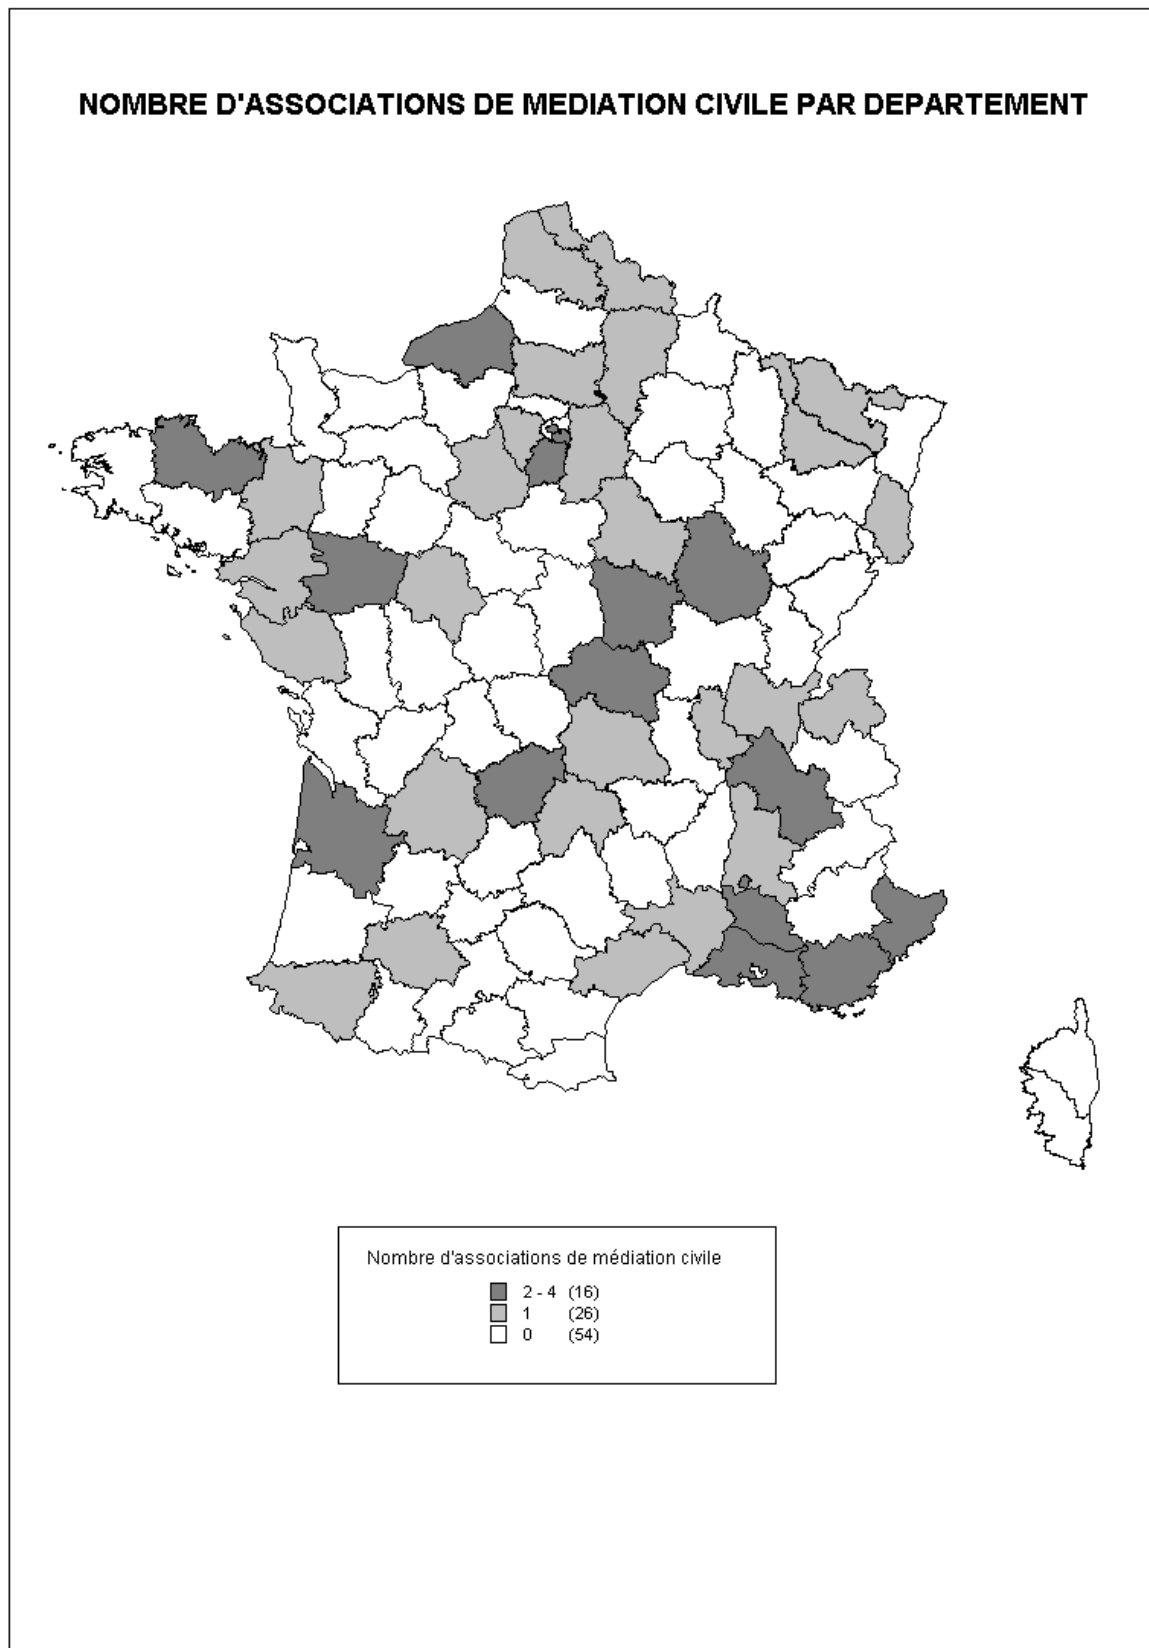 NOMBRE D'ASSOCIATIONS DE MEDIATION CIVILE PAR DEPARTEMENT
Nombre d'associations de médiation civile
2 - 4 (16)
1 (26)
0 (54)